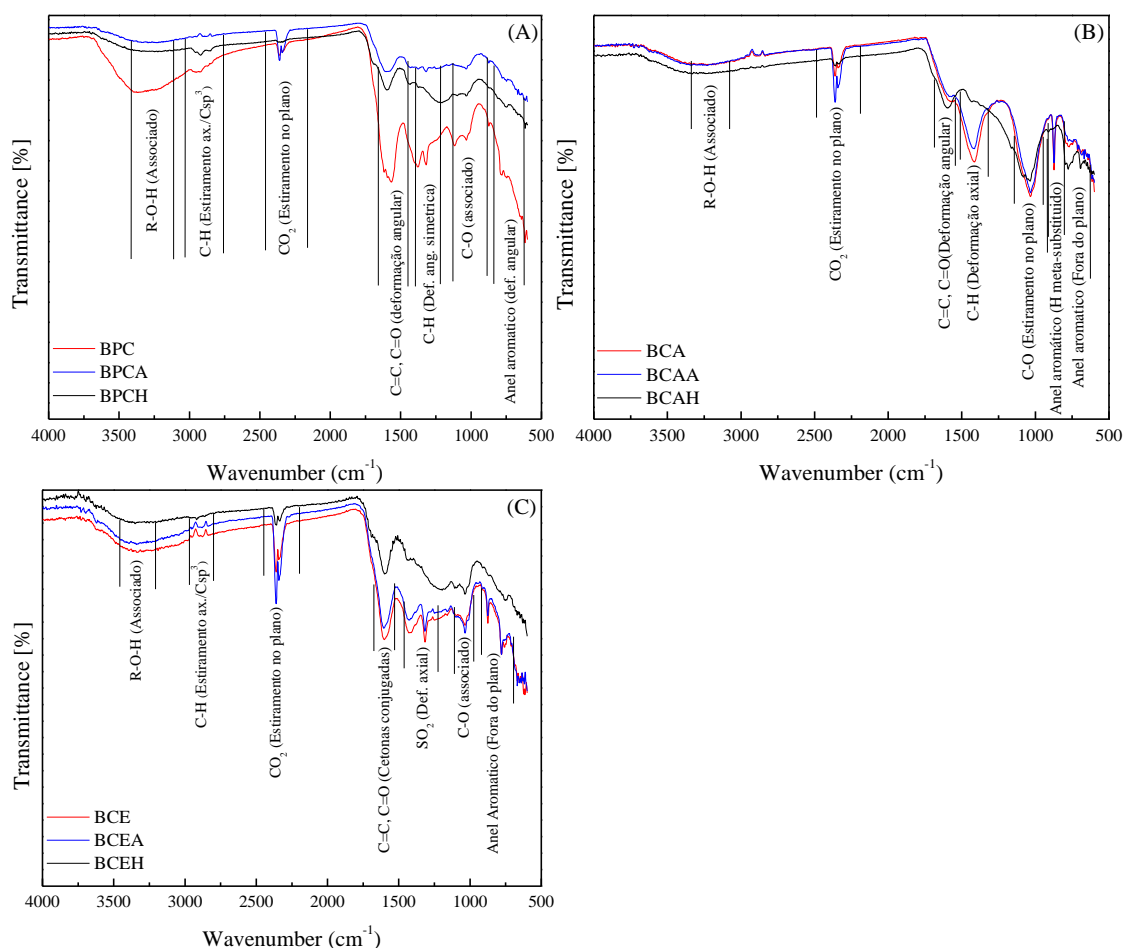 (A)
Transmittance [%]
R-O-H (Associado)
C-H (Estiramento ax./Csp³)
CO₂ (Estiramento no plano)
C=C, C=O (deformação angular)
C-H (Def. ang. simetrica)
C-O (associado)
Anel aromatico (def. angular)
BPC
BPCA
BPCH
4000 3500 3000 2500 2000 1500 1000 500
Wavenumber (cm⁻¹)
(B)
Transmittance [%]
R-O-H (Associado)
CO₂ (Estiramento no plano)
C=C, C=O(Deformação angular)
C-H (Deformação axial)
C-O (Estiramento no plano)
Anel aromático (H meta-substituido)
Anel aromatico (Fora do plano)
BCA
BCAA
BCAH
4000 3500 3000 2500 2000 1500 1000 500
Wavenumber (cm⁻¹)
(C)
Transmittance [%]
R-O-H (Associado)
C-H (Estiramento ax./Csp³)
CO₂ (Estiramento no plano)
C=C, C=O (Cetonas conjugadas)
SO₂ (Def. axial)
C-O (associado)
Anel Aromatico (Fora do plano)
BCE
BCEA
BCEH
4000 3500 3000 2500 2000 1500 1000 500
Wavenumber (cm⁻¹)